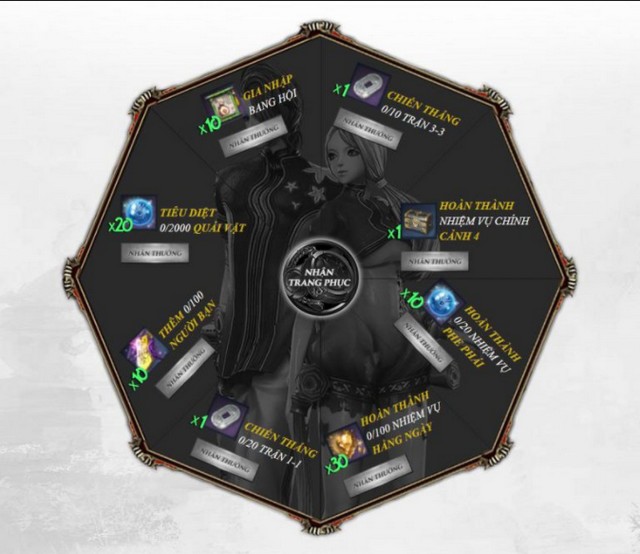 GIA NHẬP
BANG HỘI
x10
NHẬN THƯỞNG
x1
CHIẾN THẮNG
0/10 TRẬN 3-3
NHẬN THƯỞNG
x20
TIÊU DIỆT
0/2000 QUÁI VẬT
NHẬN THƯỞNG
x1
HOÀN THÀNH
NHIỆM VỤ CHÍNH
CẢNH 4
NHẬN THƯỞNG
NHẬN
TRANG PHỤC
x10
HOÀN THÀNH
0/20 NHIỆM VỤ
PHE PHÁI
NHẬN THƯỞNG
THÊM 0/100
NGƯỜI BẠN
x10
NHẬN THƯỞNG
x1
CHIẾN THẮNG
0/20 TRẬN 1-1
NHẬN THƯỞNG
HOÀN THÀNH
0/100 NHIỆM VỤ
HÀNG NGÀY
x30
NHẬN THƯỞNG